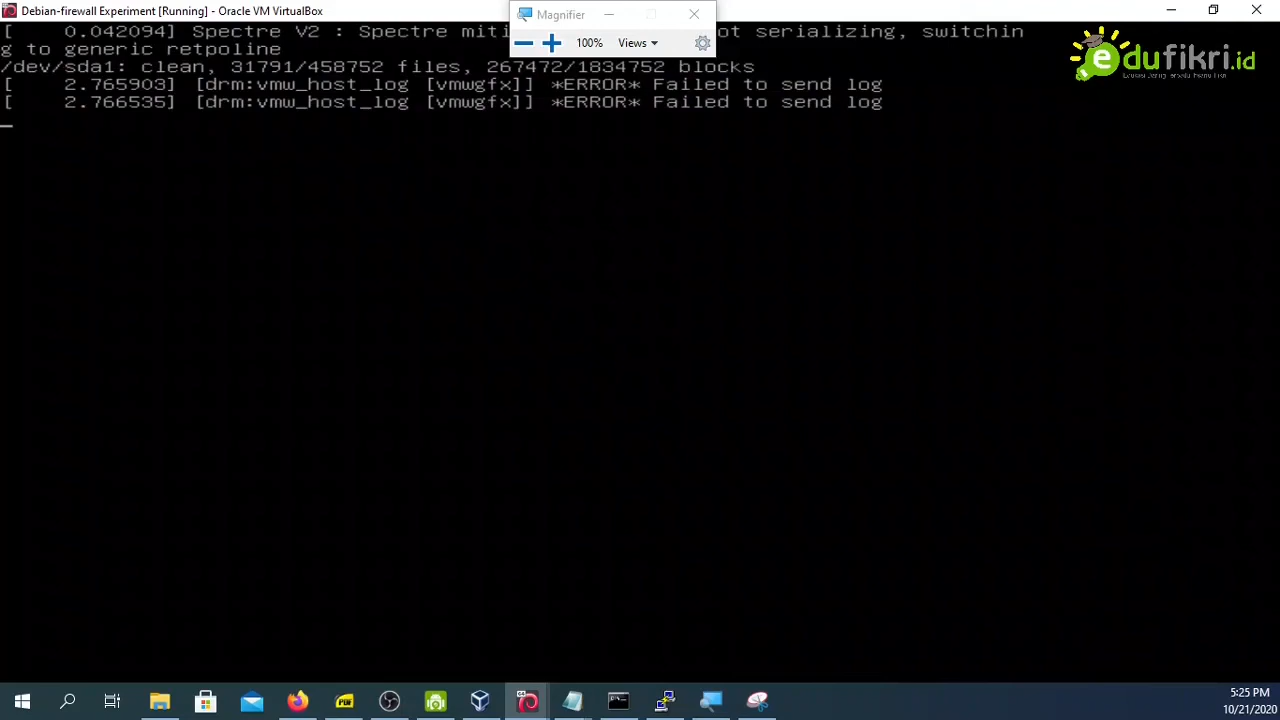 Debian-firewall Experiment [Running] - Oracle VM VirtualBox
Magnifier
100% Views
[    0.042094] Spectre V2 : Spectre miti ot serializing, switchin
g to generic retpoline
/dev/sda1: clean, 31791/458752 files, 267472/1834752 blocks
[    2.765903] [drm:vmw_host_log [vmwgfx]] *ERROR* Failed to send log
[    2.766535] [drm:vmw_host_log [vmwgfx]] *ERROR* Failed to send log
edufikri.id
5:25 PM
10/21/2020